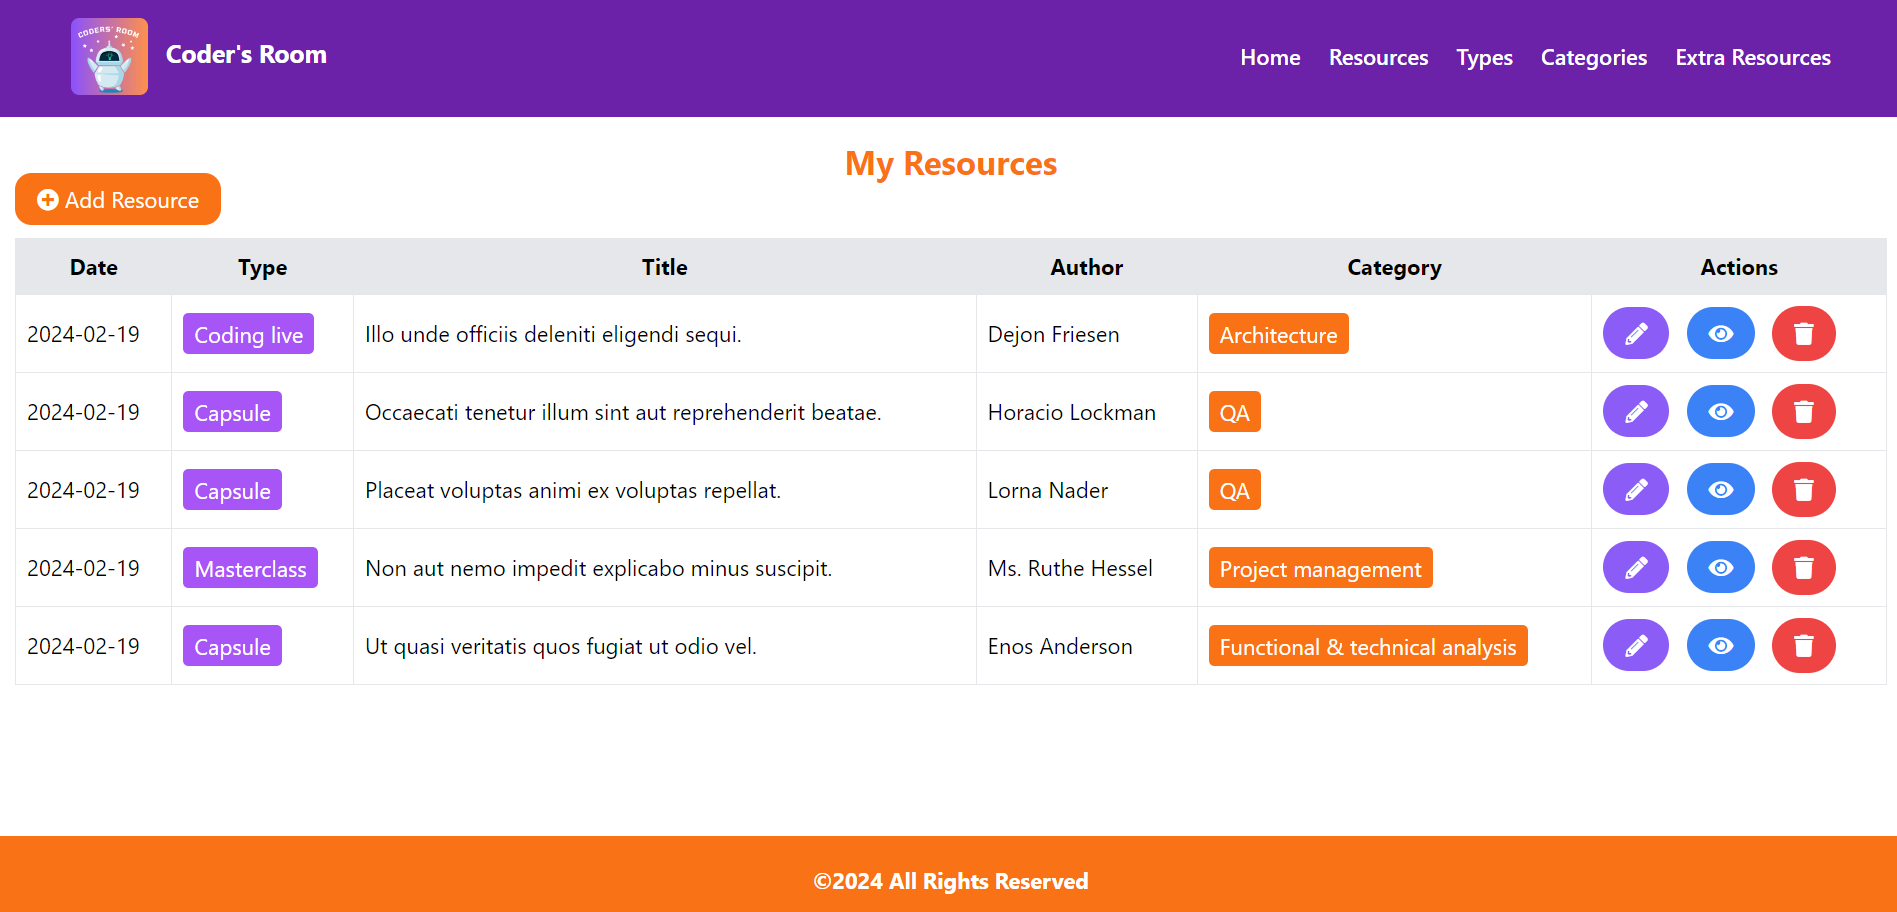 CODERS' ROOM
Coder's Room
Home Resources Types Categories Extra Resources
My Resources
Add Resource
Date Type Title Author Category Actions
2024-02-19 Coding live Illo unde officiis deleniti eligendi sequi. Dejon Friesen Architecture
2024-02-19 Capsule Occaecati tenetur illum sint aut reprehenderit beatae. Horacio Lockman QA
2024-02-19 Capsule Placeat voluptas animi ex voluptas repellat. Lorna Nader QA
2024-02-19 Masterclass Non aut nemo impedit explicabo minus suscipit. Ms. Ruthe Hessel Project management
2024-02-19 Capsule Ut quasi veritatis quos fugiat ut odio vel. Enos Anderson Functional & technical analysis
©2024 All Rights Reserved